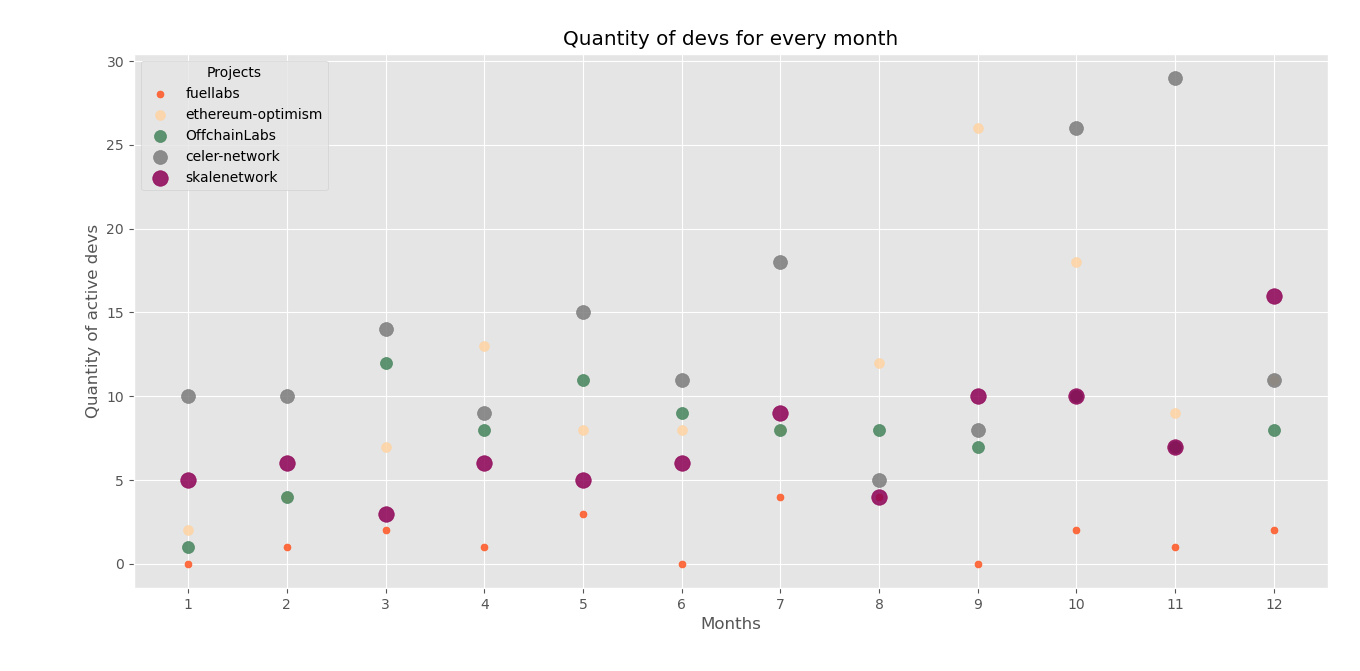 Quantity of devs for every month
Projects
fuellabs
ethereum-optimism
OffchainLabs
celer-network
skalenetwork
Quantity of active devs
30
25
20
15
10
5
0
1 2 3 4 5 6 7 8 9 10 11 12
Months